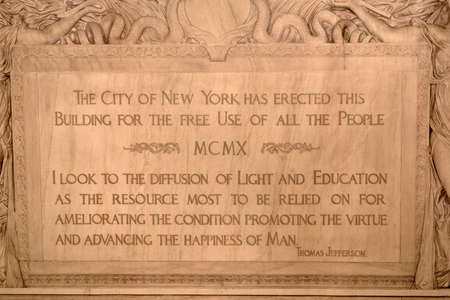 The City of New York has erected this
Building for the free Use of all the People
MCMX
I look to the diffusion of Light and Education
as the resource most to be relied on for
ameliorating the condition promoting the virtue
and advancing the happiness of Man.
Thomas Jefferson.